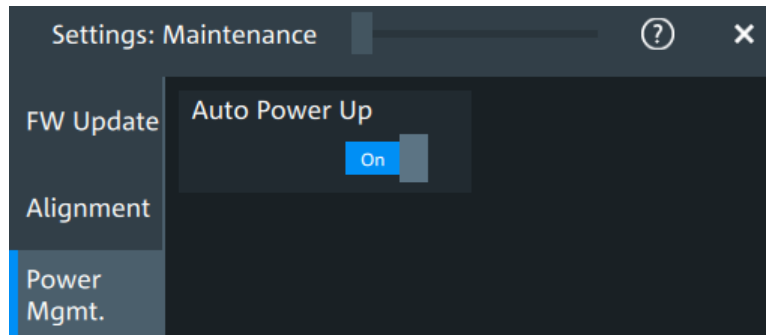 Settings: Maintenance
?
×
FW Update
Auto Power Up
On
Alignment
Power
Mgmt.